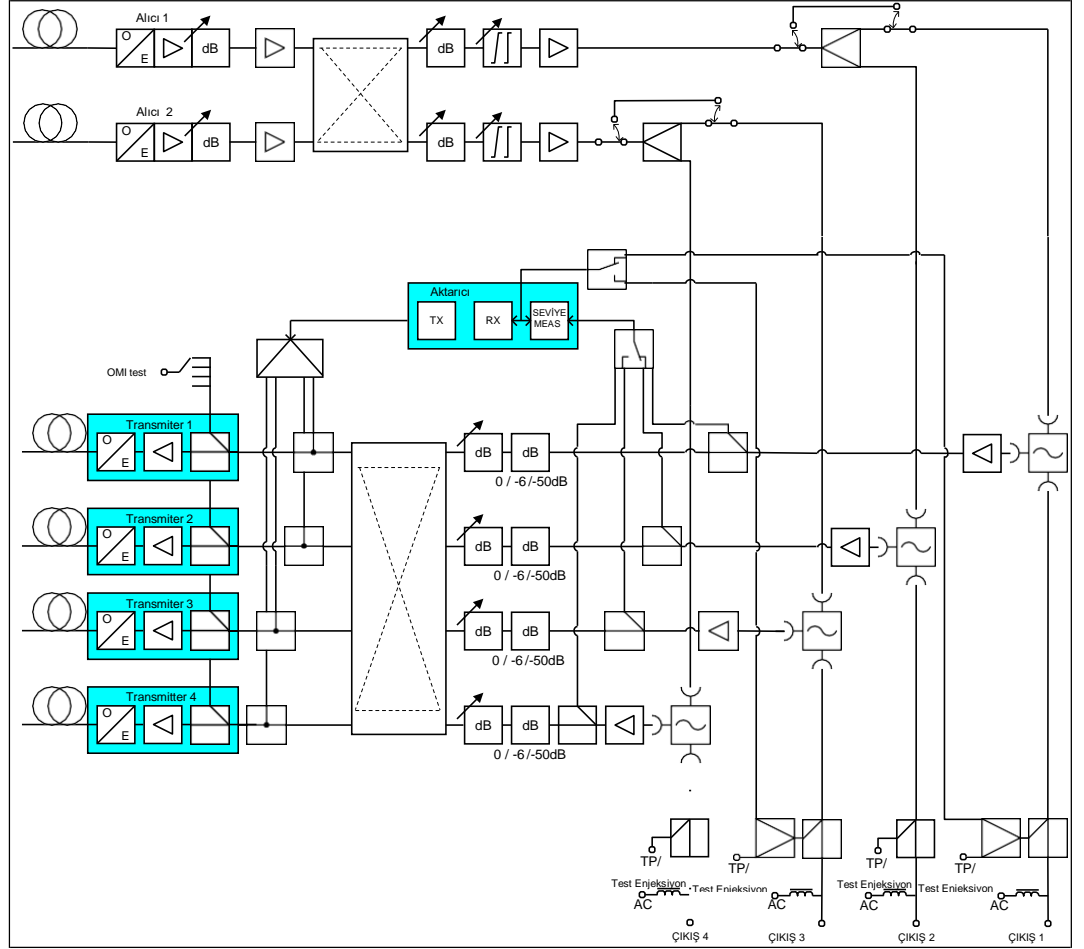 Alıcı 1
O
E
dB
dB
Alıcı 2
O
E
dB
dB
Aktarıcı
TX
RX
SEVİYE
MEAS
OMI test
Transmiter 1
O
E
dB
dB
0 / -6/-50dB
Transmiter 2
O
E
dB
dB
0 / -6/-50dB
Transmiter 3
O
E
dB
dB
0 / -6/-50dB
Transmitter 4
O
E
dB
dB
0 / -6/-50dB
TP/
TP/
TP/
TP/
Test Enjeksiyon
Test Enjeksiyon
Test Enjeksiyon
Test Enjeksiyon
AC
AC
AC
AC
ÇIKIŞ 4
ÇIKIŞ 3
ÇIKIŞ 2
ÇIKIŞ 1